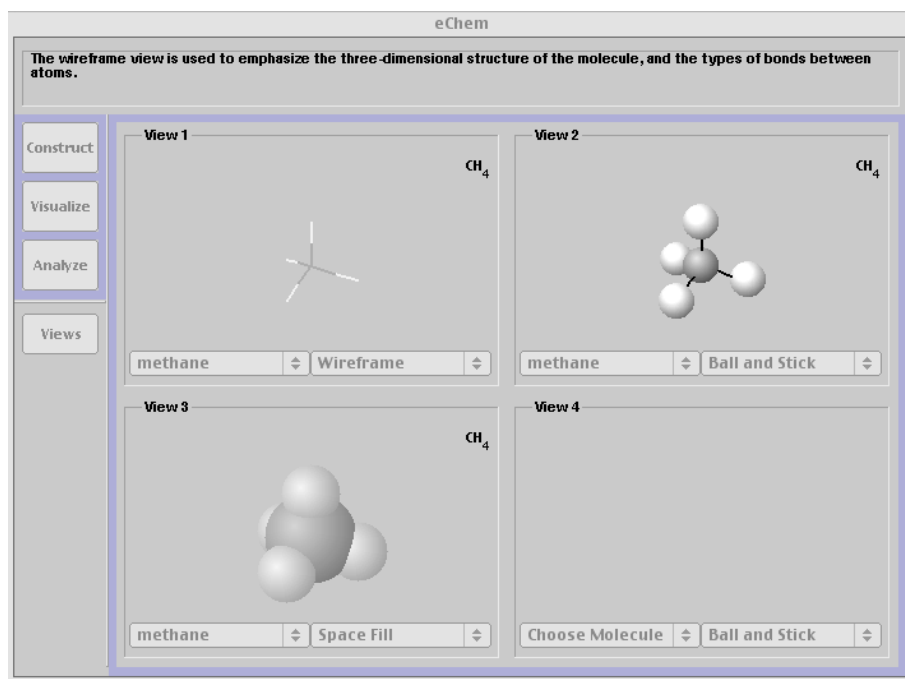 eChem
The wireframe view is used to emphasize the three-dimensional structure of the molecule, and the types of bonds between
atoms.
Construct
Visualize
Analyze
Views
View 1
CH4
methane
Wireframe
View 2
CH4
methane
Ball and Stick
View 3
CH4
methane
Space Fill
View 4
Choose Molecule
Ball and Stick